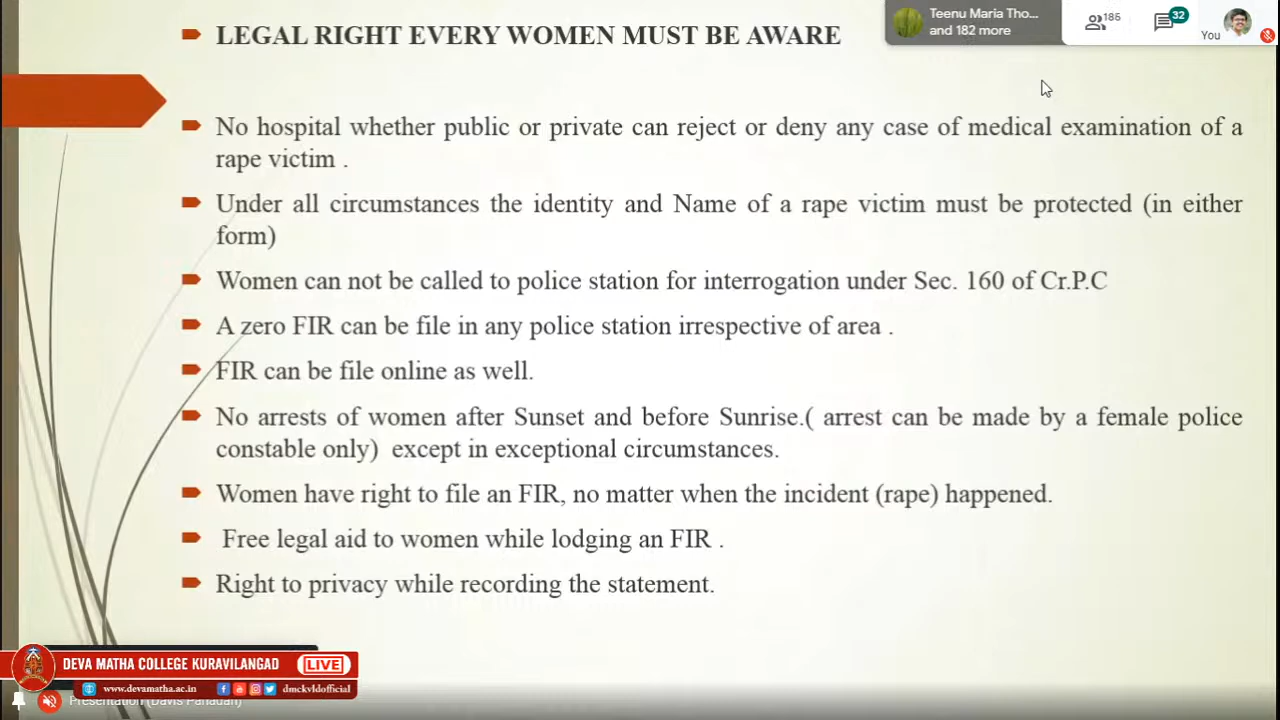 LEGAL RIGHT EVERY WOMEN MUST BE AWARE
Teenu Maria Tho...
and 182 more
186
32
You
No hospital whether public or private can reject or deny any case of medical examination of a
rape victim .
Under all circumstances the identity and Name of a rape victim must be protected (in either
form)
Women can not be called to police station for interrogation under Sec. 160 of Cr.P.C
A zero FIR can be file in any police station irrespective of area .
FIR can be file online as well.
No arrests of women after Sunset and before Sunrise.( arrest can be made by a female police
constable only) except in exceptional circumstances.
Women have right to file an FIR, no matter when the incident (rape) happened.
Free legal aid to women while lodging an FIR .
Right to privacy while recording the statement.
DEVA MATHA COLLEGE KURAVILANGAD LIVE
www.devamatha.ac.in dmckvldofficial
Presentation (Davis Panadan)